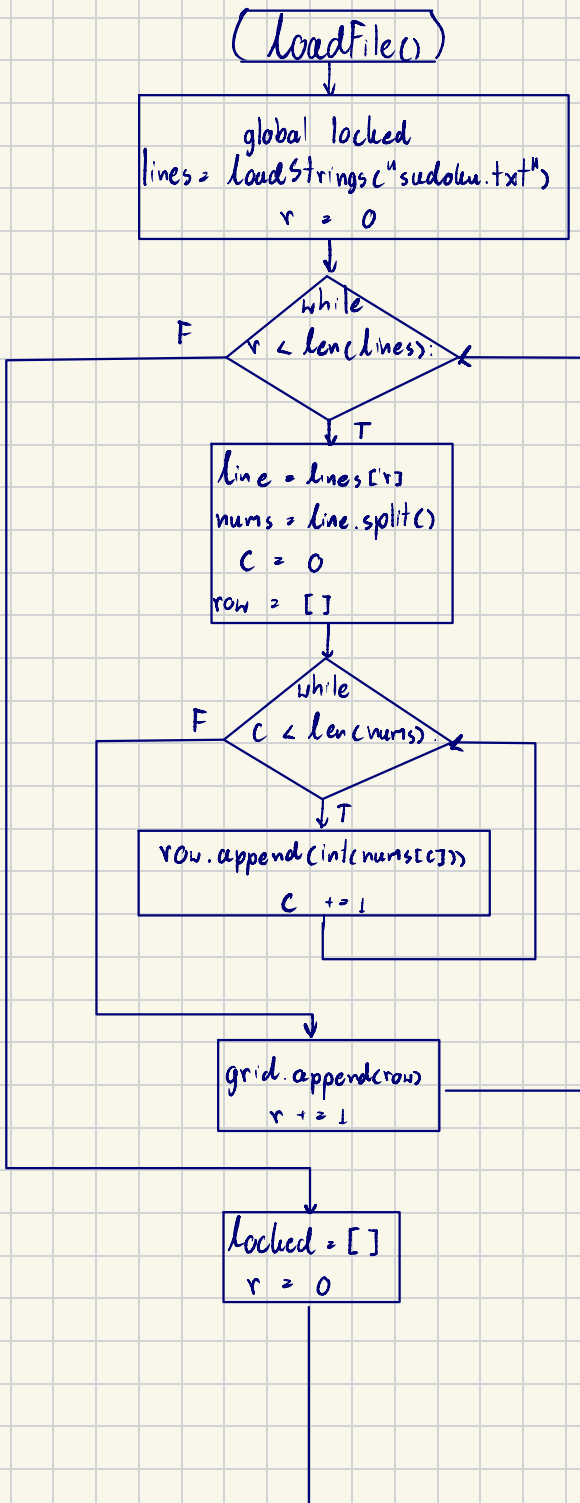 loadFile()
global locked
lines = loadStrings("sudoku.txt")
r = 0
while
r < len(lines):
F
T
line = lines[r]
nums = line.split()
c = 0
row = []
while
c < len(nums):
F
T
row.append(int(nums[c]))
c += 1
grid.append(row)
r += 1
locked = []
r = 0